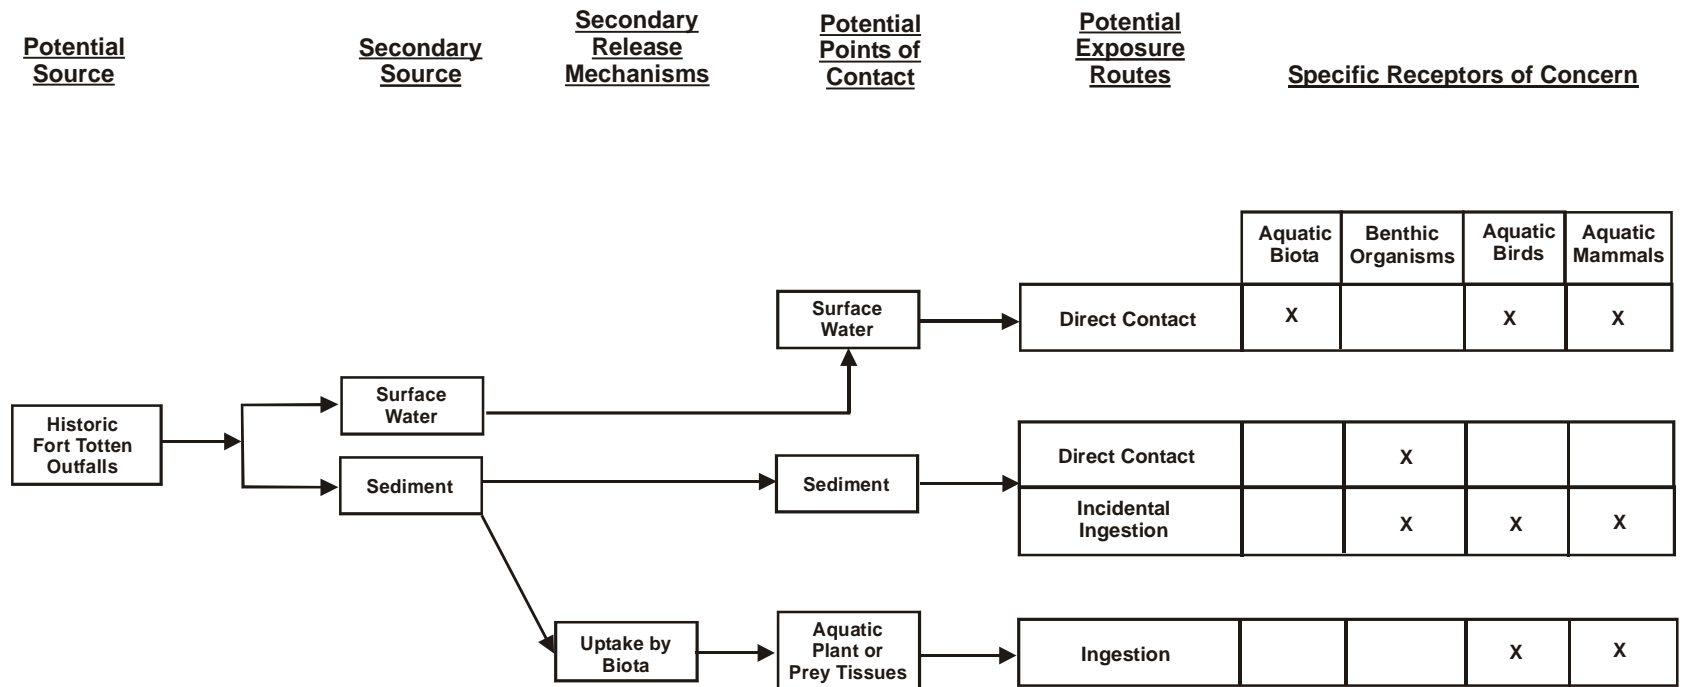 Potential
Source
Secondary
Source
Secondary
Release
Mechanisms
Potential
Points of
Contact
Potential
Exposure
Routes
Specific Receptors of Concern
Aquatic
Biota
Benthic
Organisms
Aquatic
Birds
Aquatic
Mammals
Surface
Water
Direct Contact
X
X
X
Historic
Fort Totten
Outfalls
Surface
Water
Sediment
Sediment
Direct Contact
X
Incidental
Ingestion
X
X
X
Uptake by
Biota
Aquatic
Plant or
Prey Tissues
Ingestion
X
X